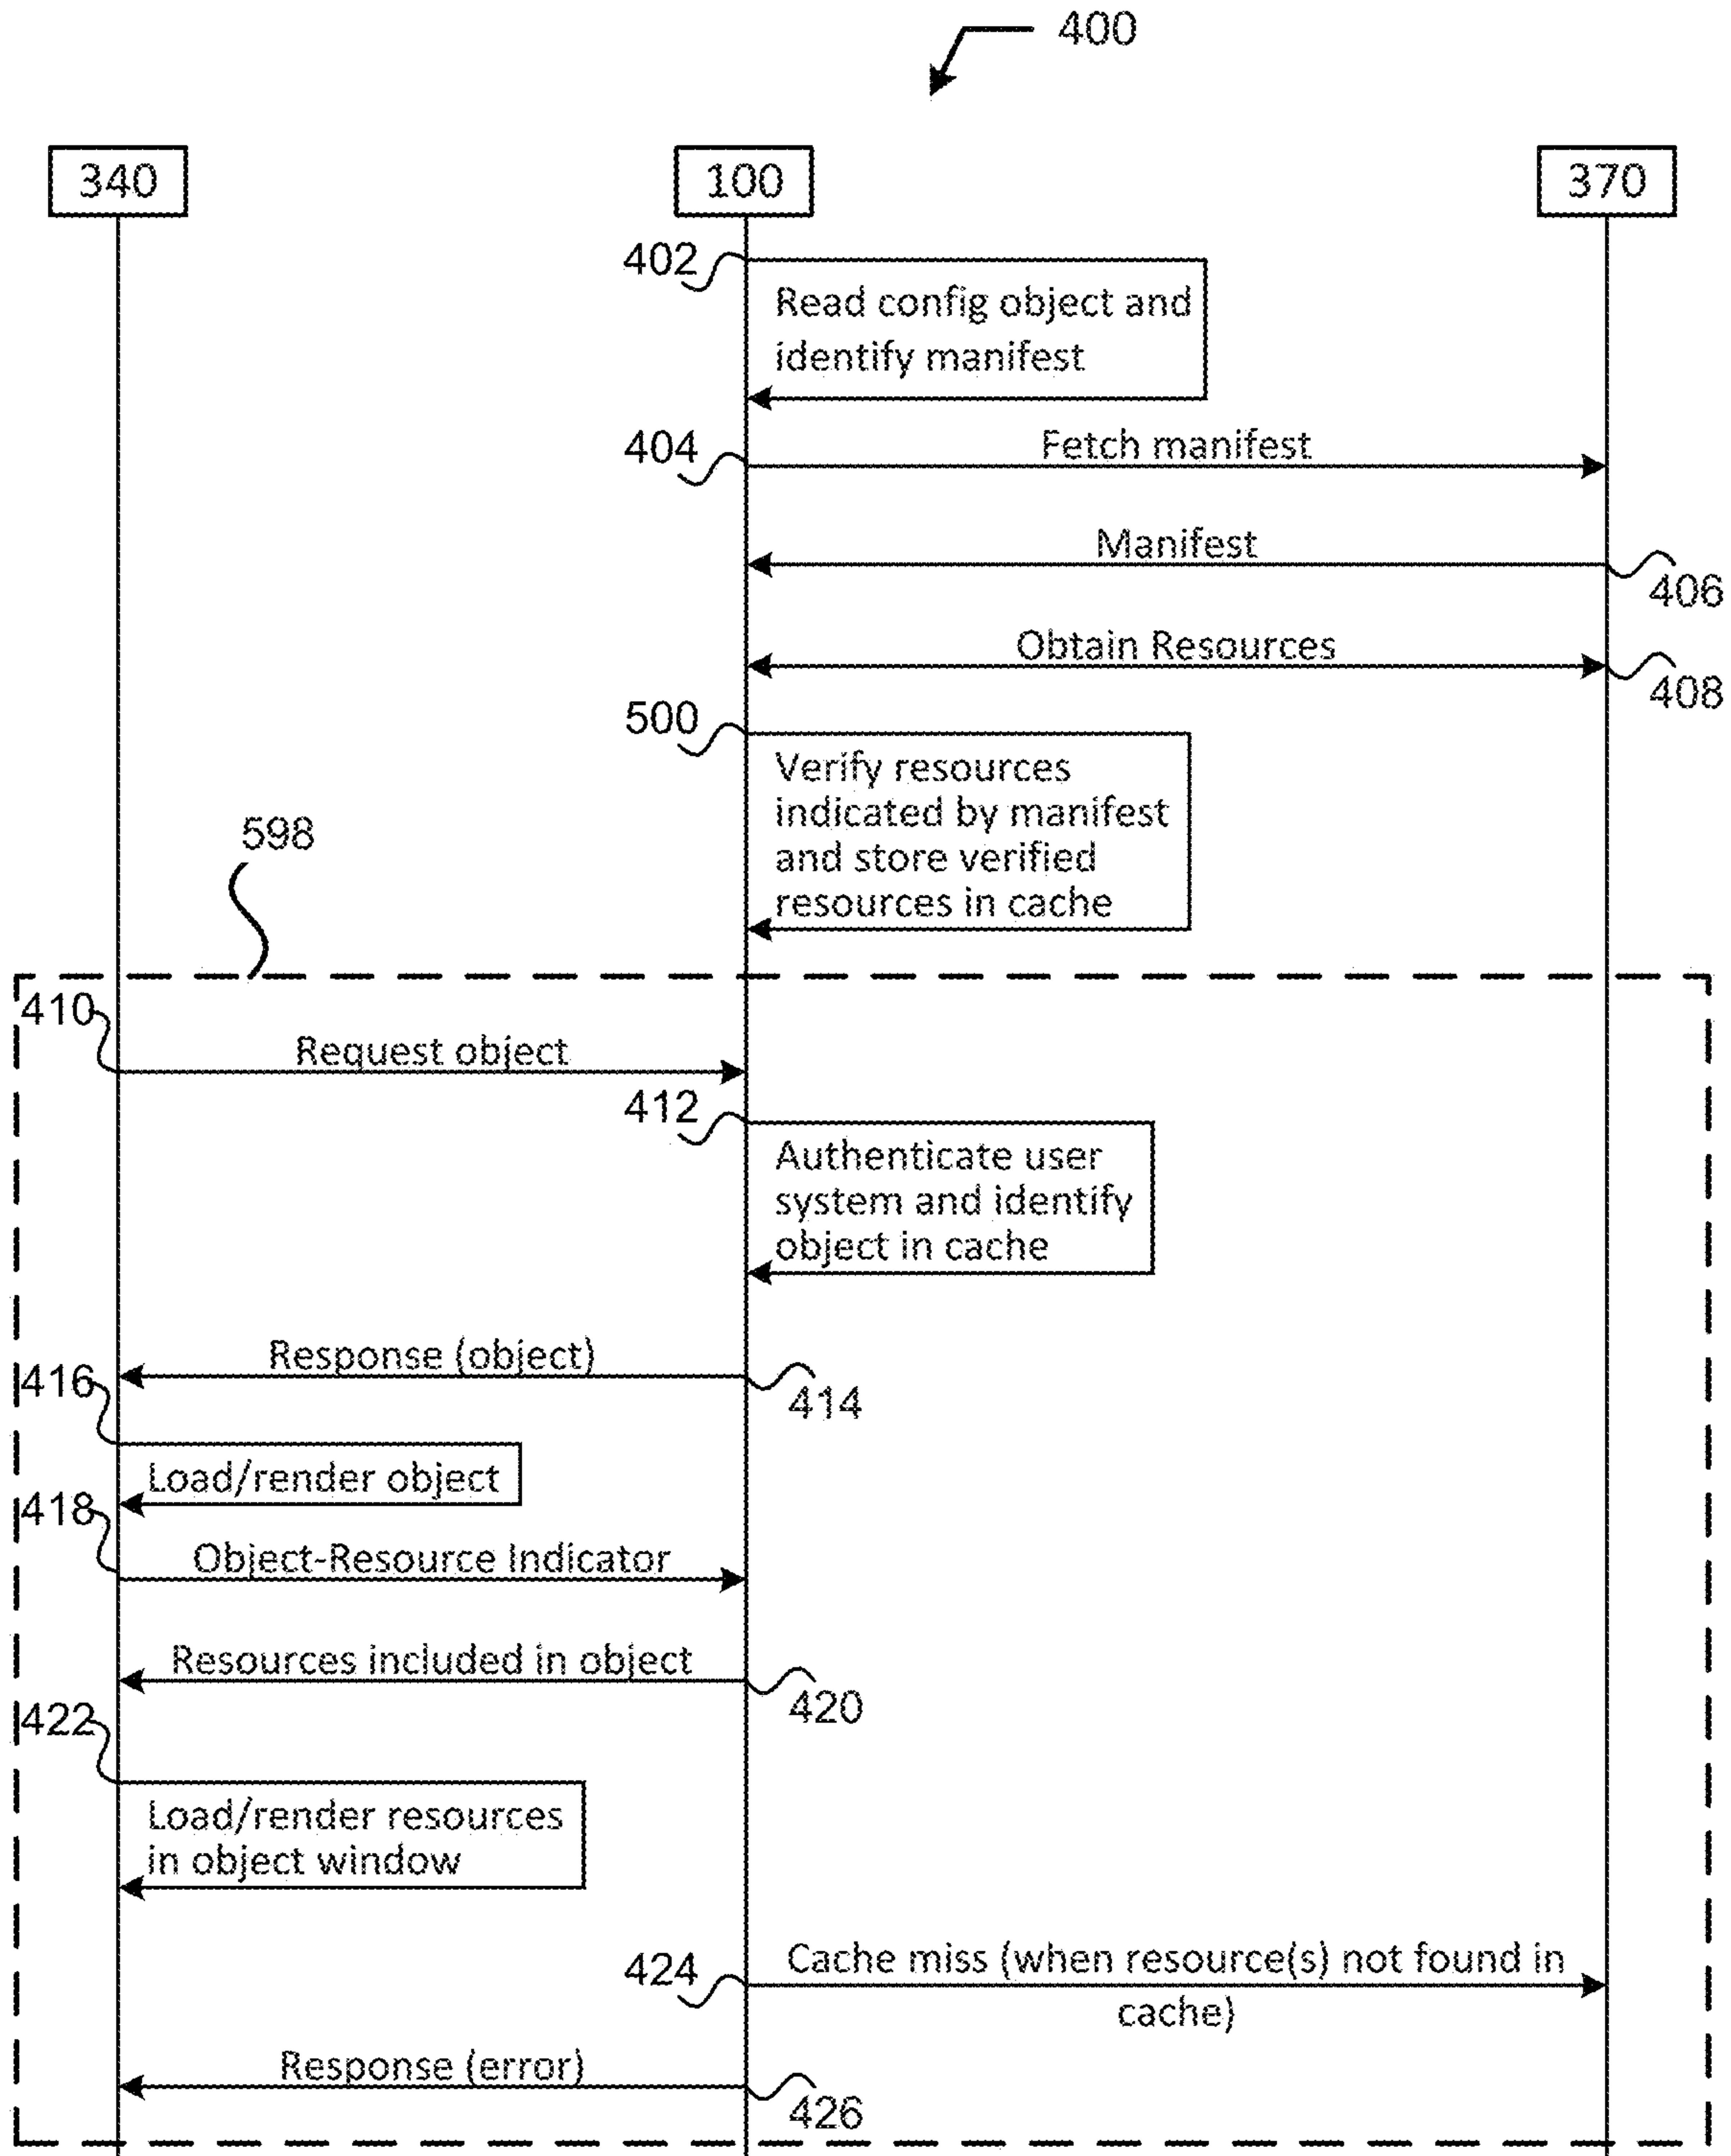 400
340
100
370
402
Read config object and
identify manifest
404
Fetch manifest
Manifest
406
Obtain Resources
408
500
Verify resources
indicated by manifest
and store verified
resources in cache
598
410
Request object
412
Authenticate user
system and identify
object in cache
Response (object)
414
416
Load/render object
418
Object-Resource Indicator
Resources included in object
420
422
Load/render resources
in object window
424
Cache miss (when resource(s) not found in
cache)
Response (error)
426